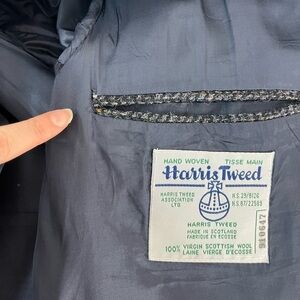 HAND WOVEN TISSE MAIN
Harris Tweed
HARRIS TWEED
ASSOCIATION
LTD.
HARRIS TWEED
MADE IN SCOTLAND
FABRIQUE EN ECOSSE
100% VIRGIN SCOTTISH WOOL
LAINE VIERGE D'ECOSSE